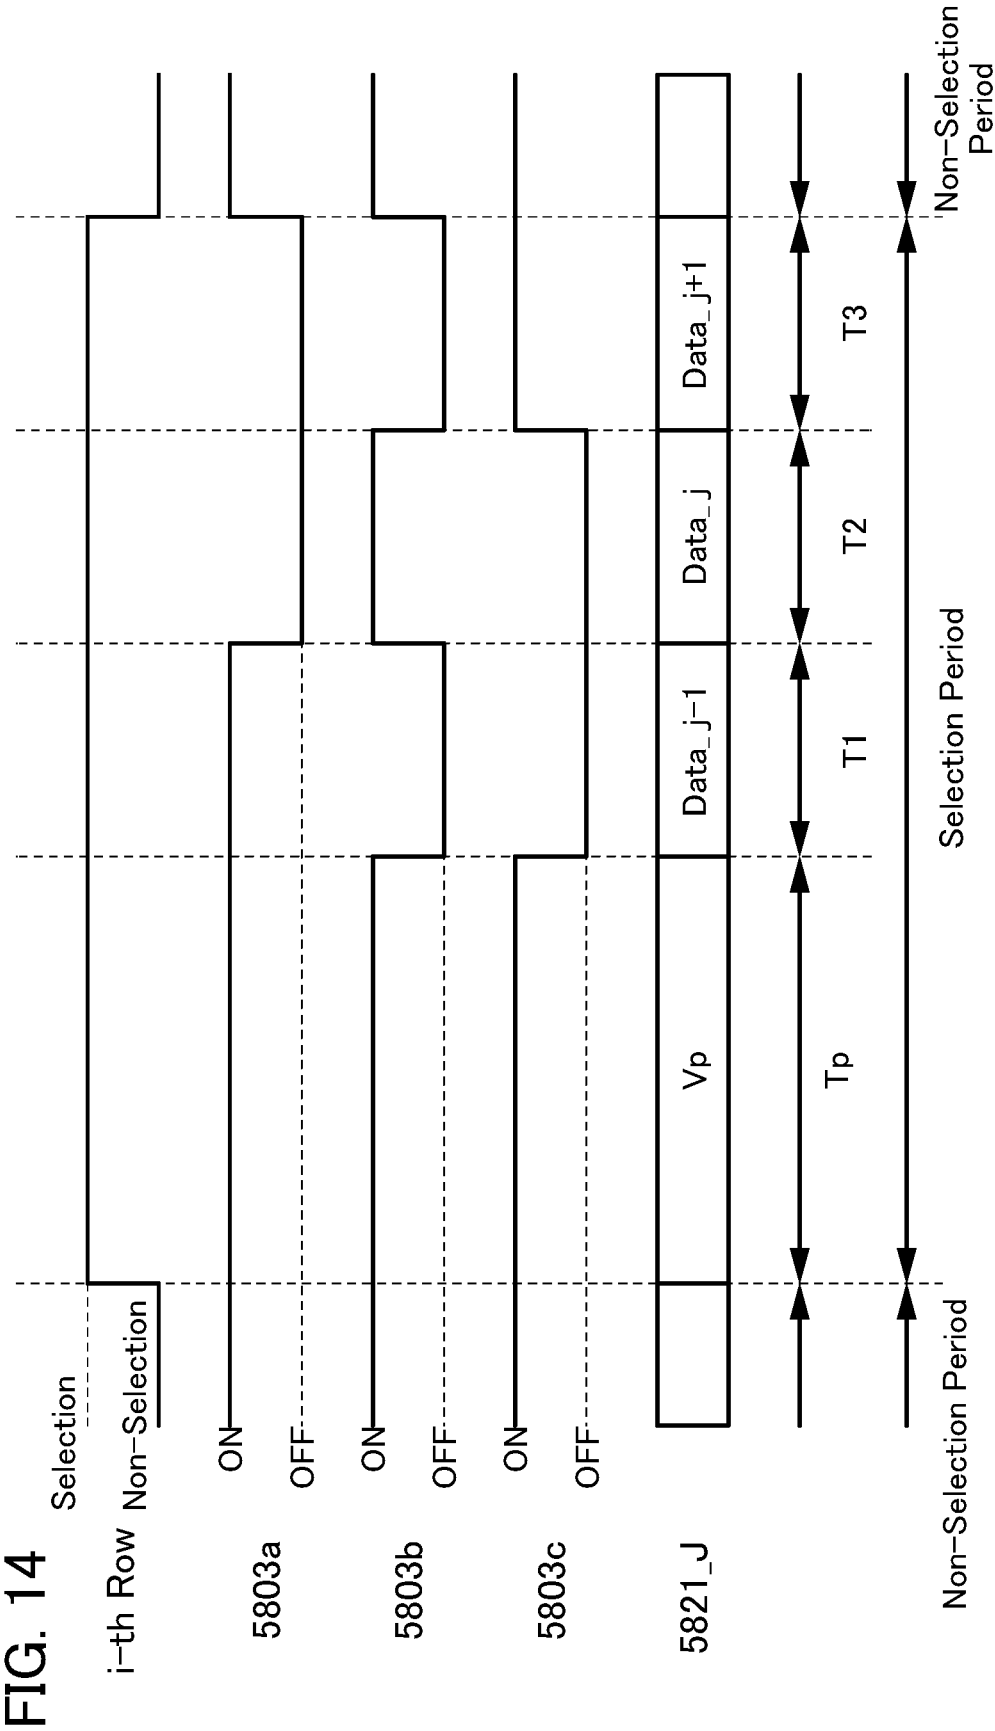 FIG. 14
Selection
i-th Row
Non-Selection
5803a
ON
OFF
5803b
ON
OFF
5803c
ON
OFF
5821_J
Vp
Data_j-1
Data_j
Data_j+1
Tp
T1
T2
T3
Non-Selection Period
Selection Period
Non-Selection
Period